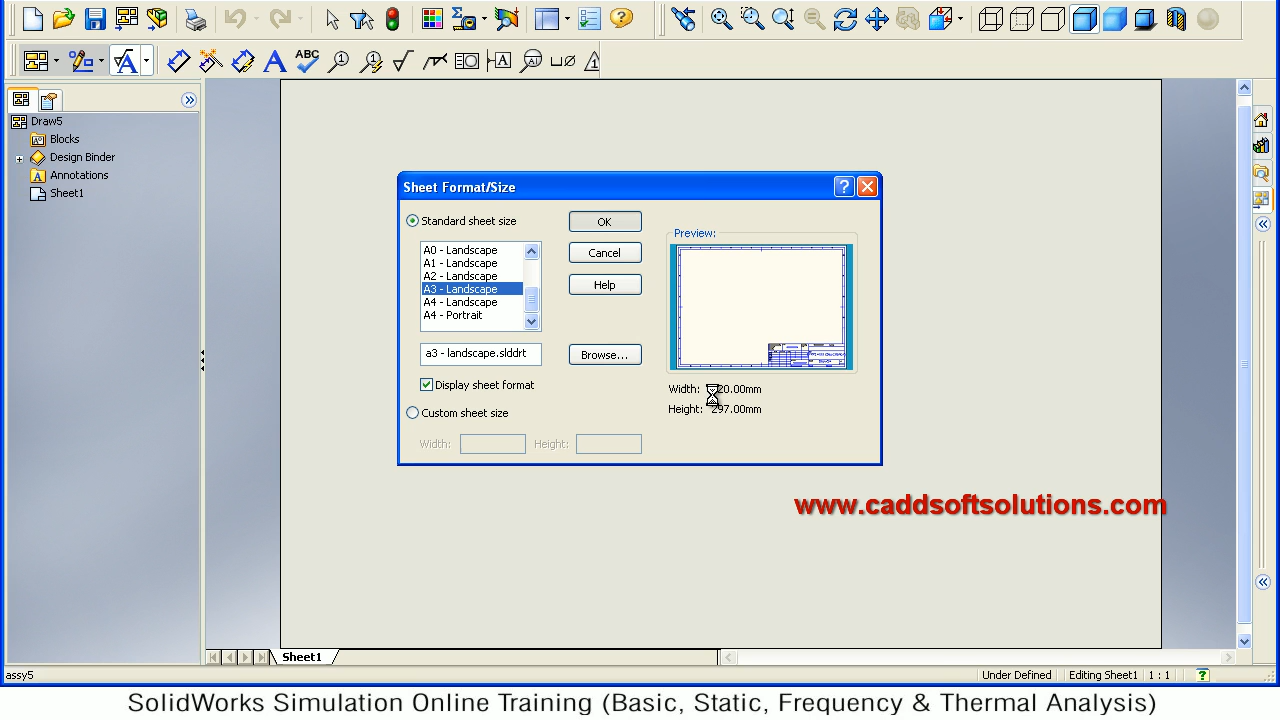 ABC
Draw5
Blocks
Design Binder
Annotations
Sheet1
Sheet Format/Size
Standard sheet size
A0 - Landscape
A1 - Landscape
A2 - Landscape
A3 - Landscape
A4 - Landscape
A4 - Portrait
a3 - landscape.slddrt
Display sheet format
Custom sheet size
Width:
Height:
OK
Cancel
Help
Browse...
Preview:
Width: 20.00mm
Height: 297.00mm
www.caddsoftsolutions.com
Sheet1
assy5
Under Defined
Editing Sheet1
1 : 1
SolidWorks Simulation Online Training (Basic, Static, Frequency & Thermal Analysis)